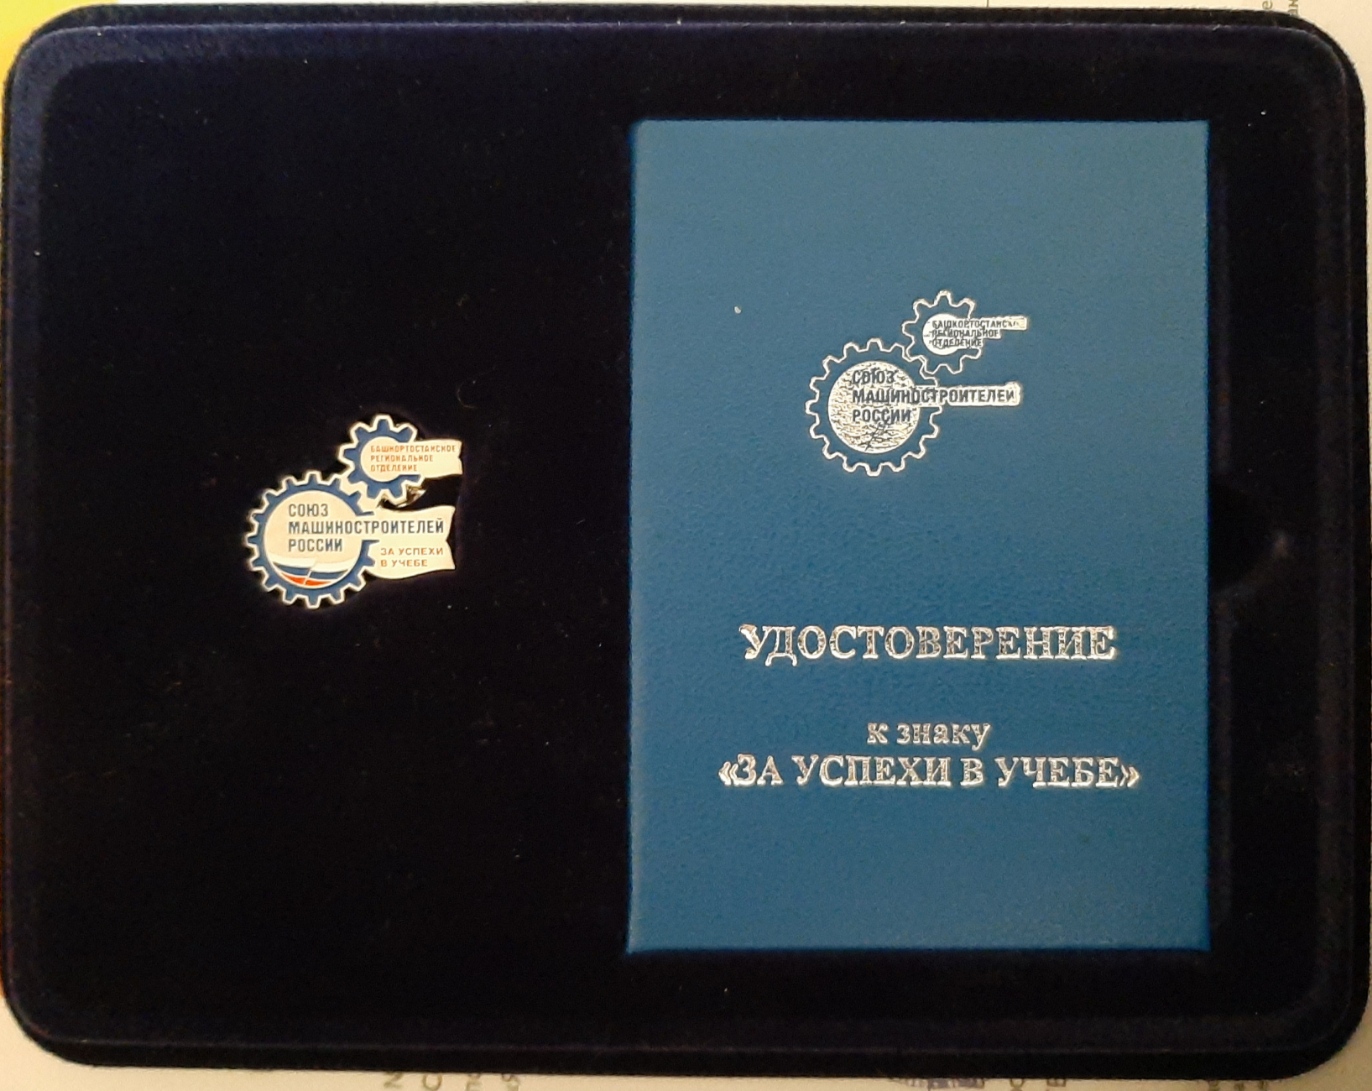 БАШКОРТОСТАНСКОЕ
РЕГИОНАЛЬНОЕ
ОТДЕЛЕНИЕ
СОЮЗ
МАШИНОСТРОИТЕЛЕЙ
РОССИИ
ЗА УСПЕХИ
В УЧЕБЕ
БАШКОРТОСТАНСКОЕ
РЕГИОНАЛЬНОЕ
ОТДЕЛЕНИЕ
СОЮЗ
МАШИНОСТРОИТЕЛЕЙ
РОССИИ
УДОСТОВЕРЕНИЕ
к знаку
«ЗА УСПЕХИ В УЧЕБЕ»